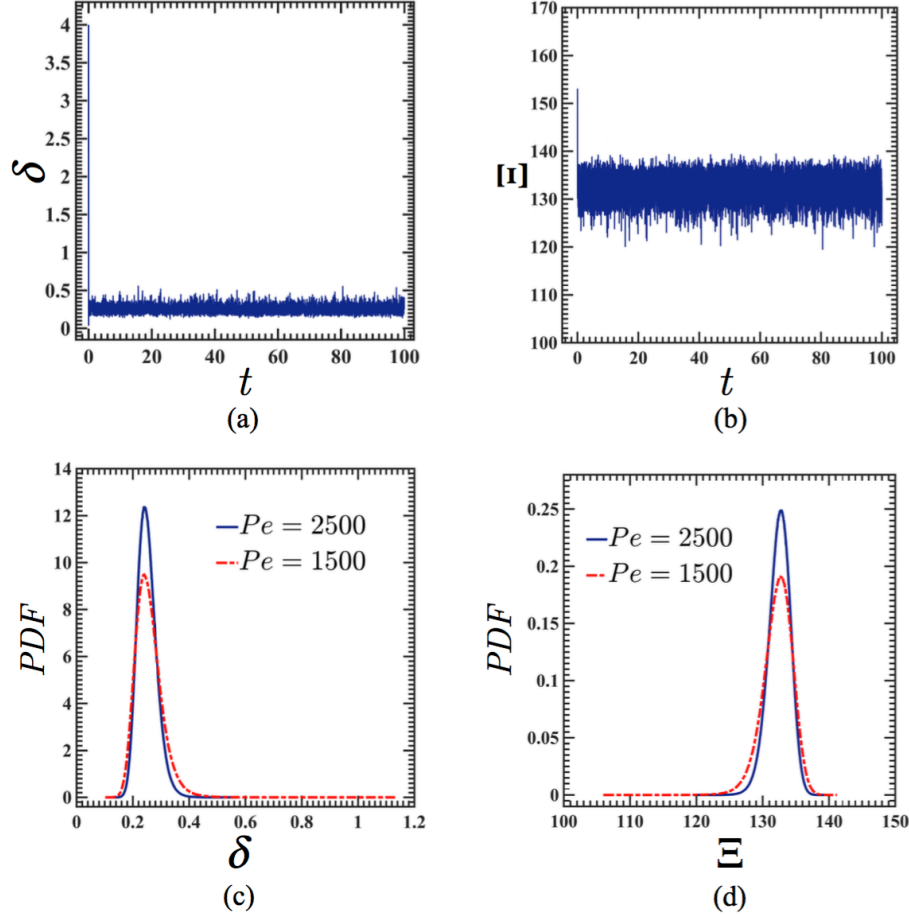 4
3.5
3
2.5
2
1.5
1
0.5
0
δ
0 20 40 60 80 100
t
(a)
170
160
150
140
130
120
110
100
Ξ
0 20 40 60 80 100
t
(b)
14
12
10
8
6
4
2
0
PDF
Pe = 2500
Pe = 1500
0 0.2 0.4 0.6 0.8 1 1.2
δ
(c)
0.25
0.2
0.15
0.1
0.05
0
PDF
Pe = 2500
Pe = 1500
100 110 120 130 140 150
Ξ
(d)